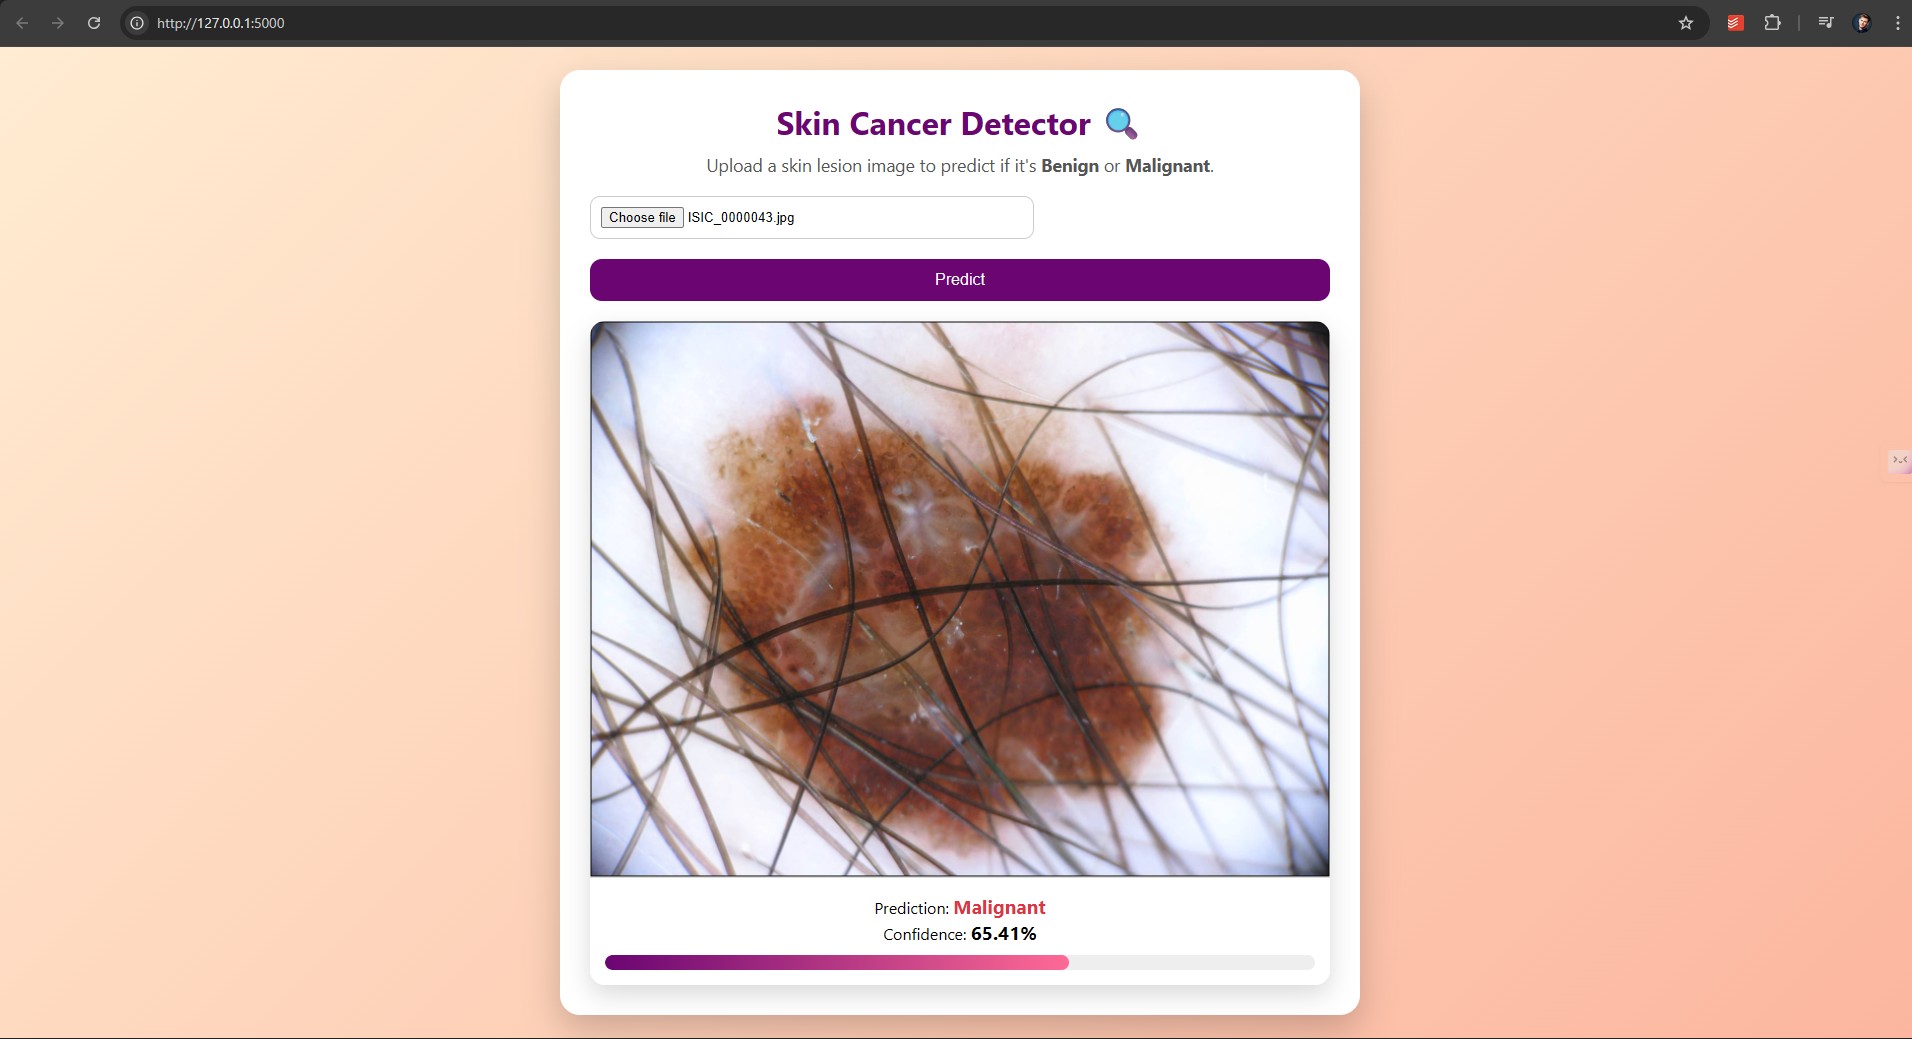 http://127.0.0.1:5000
Skin Cancer Detector
Upload a skin lesion image to predict if it's Benign or Malignant.
Choose file ISIC_0000043.jpg
Predict
Prediction: Malignant
Confidence: 65.41%